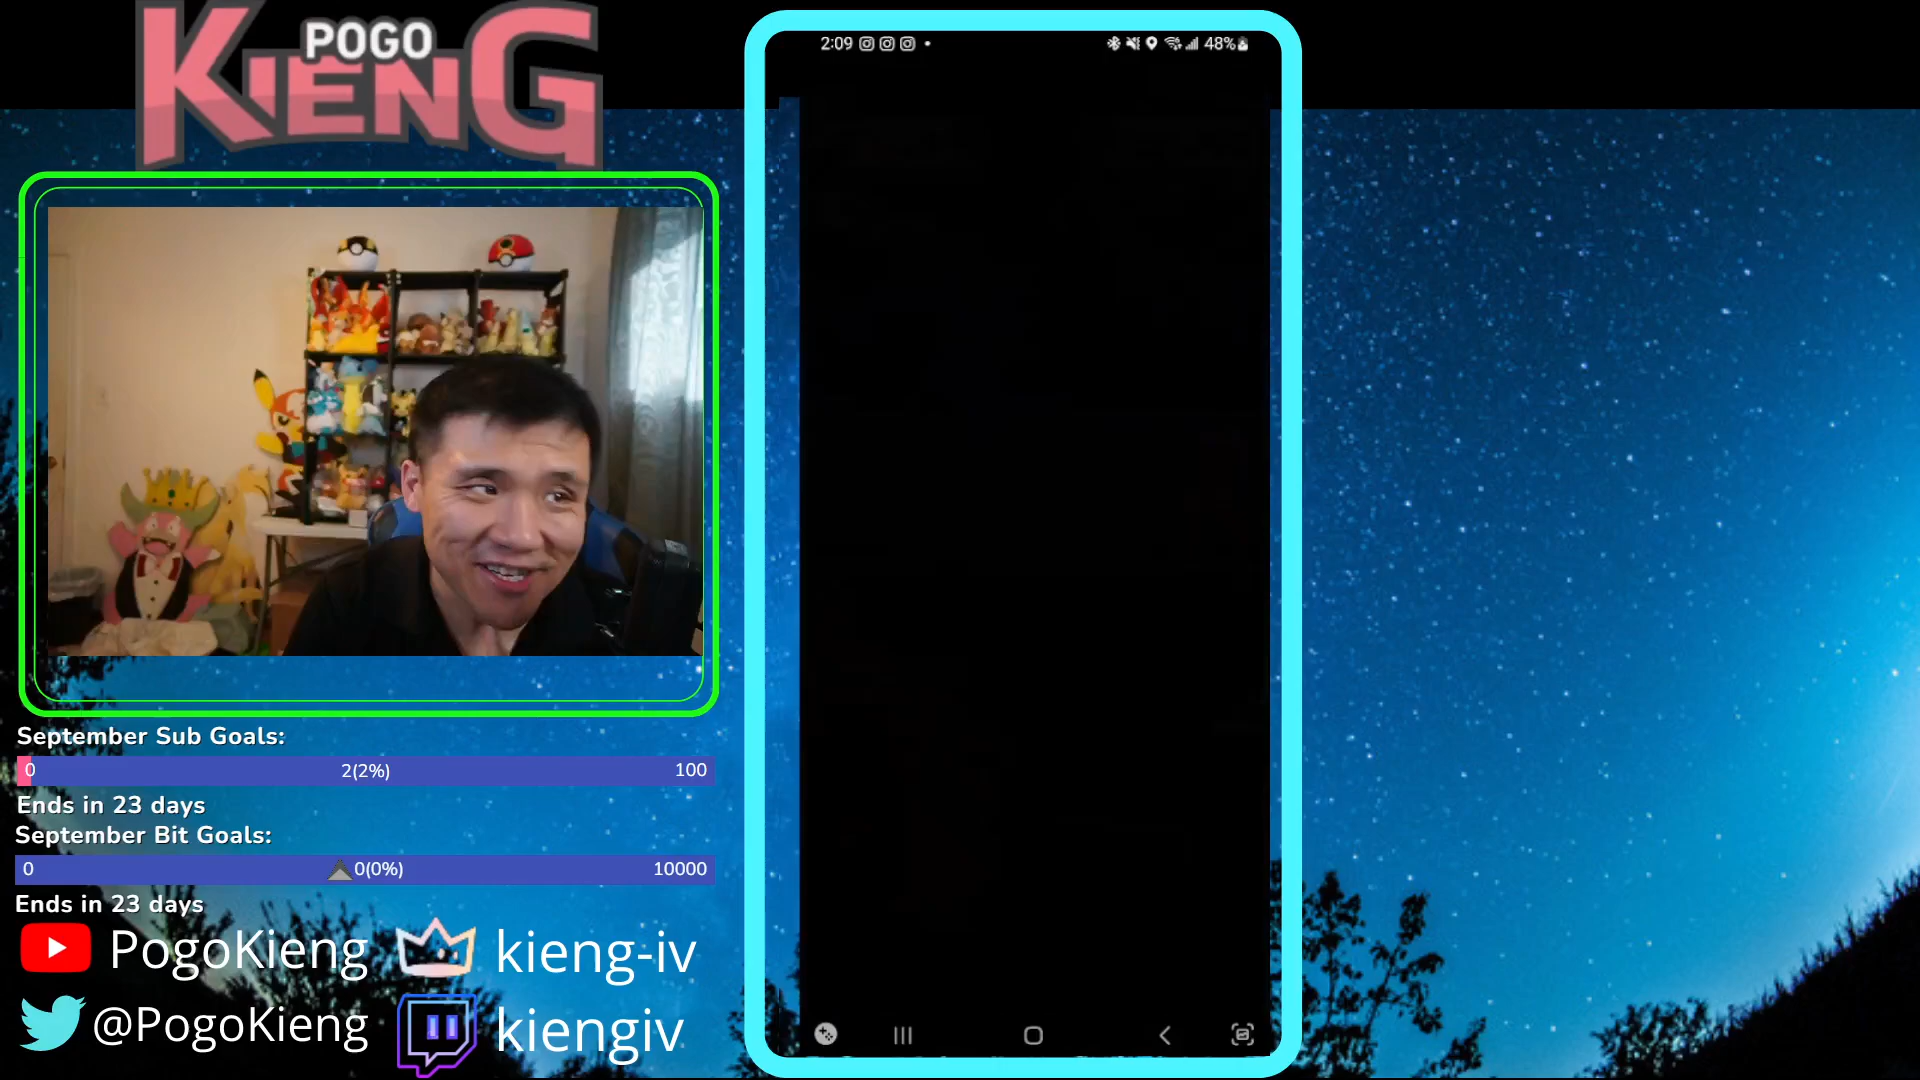 POGO
KIENG
2:09
48%
September Sub Goals:
0 2(2%) 100
Ends in 23 days
September Bit Goals:
0 0(0%) 10000
Ends in 23 days
PogoKieng
kieng-iv
@PogoKieng
kiengiv